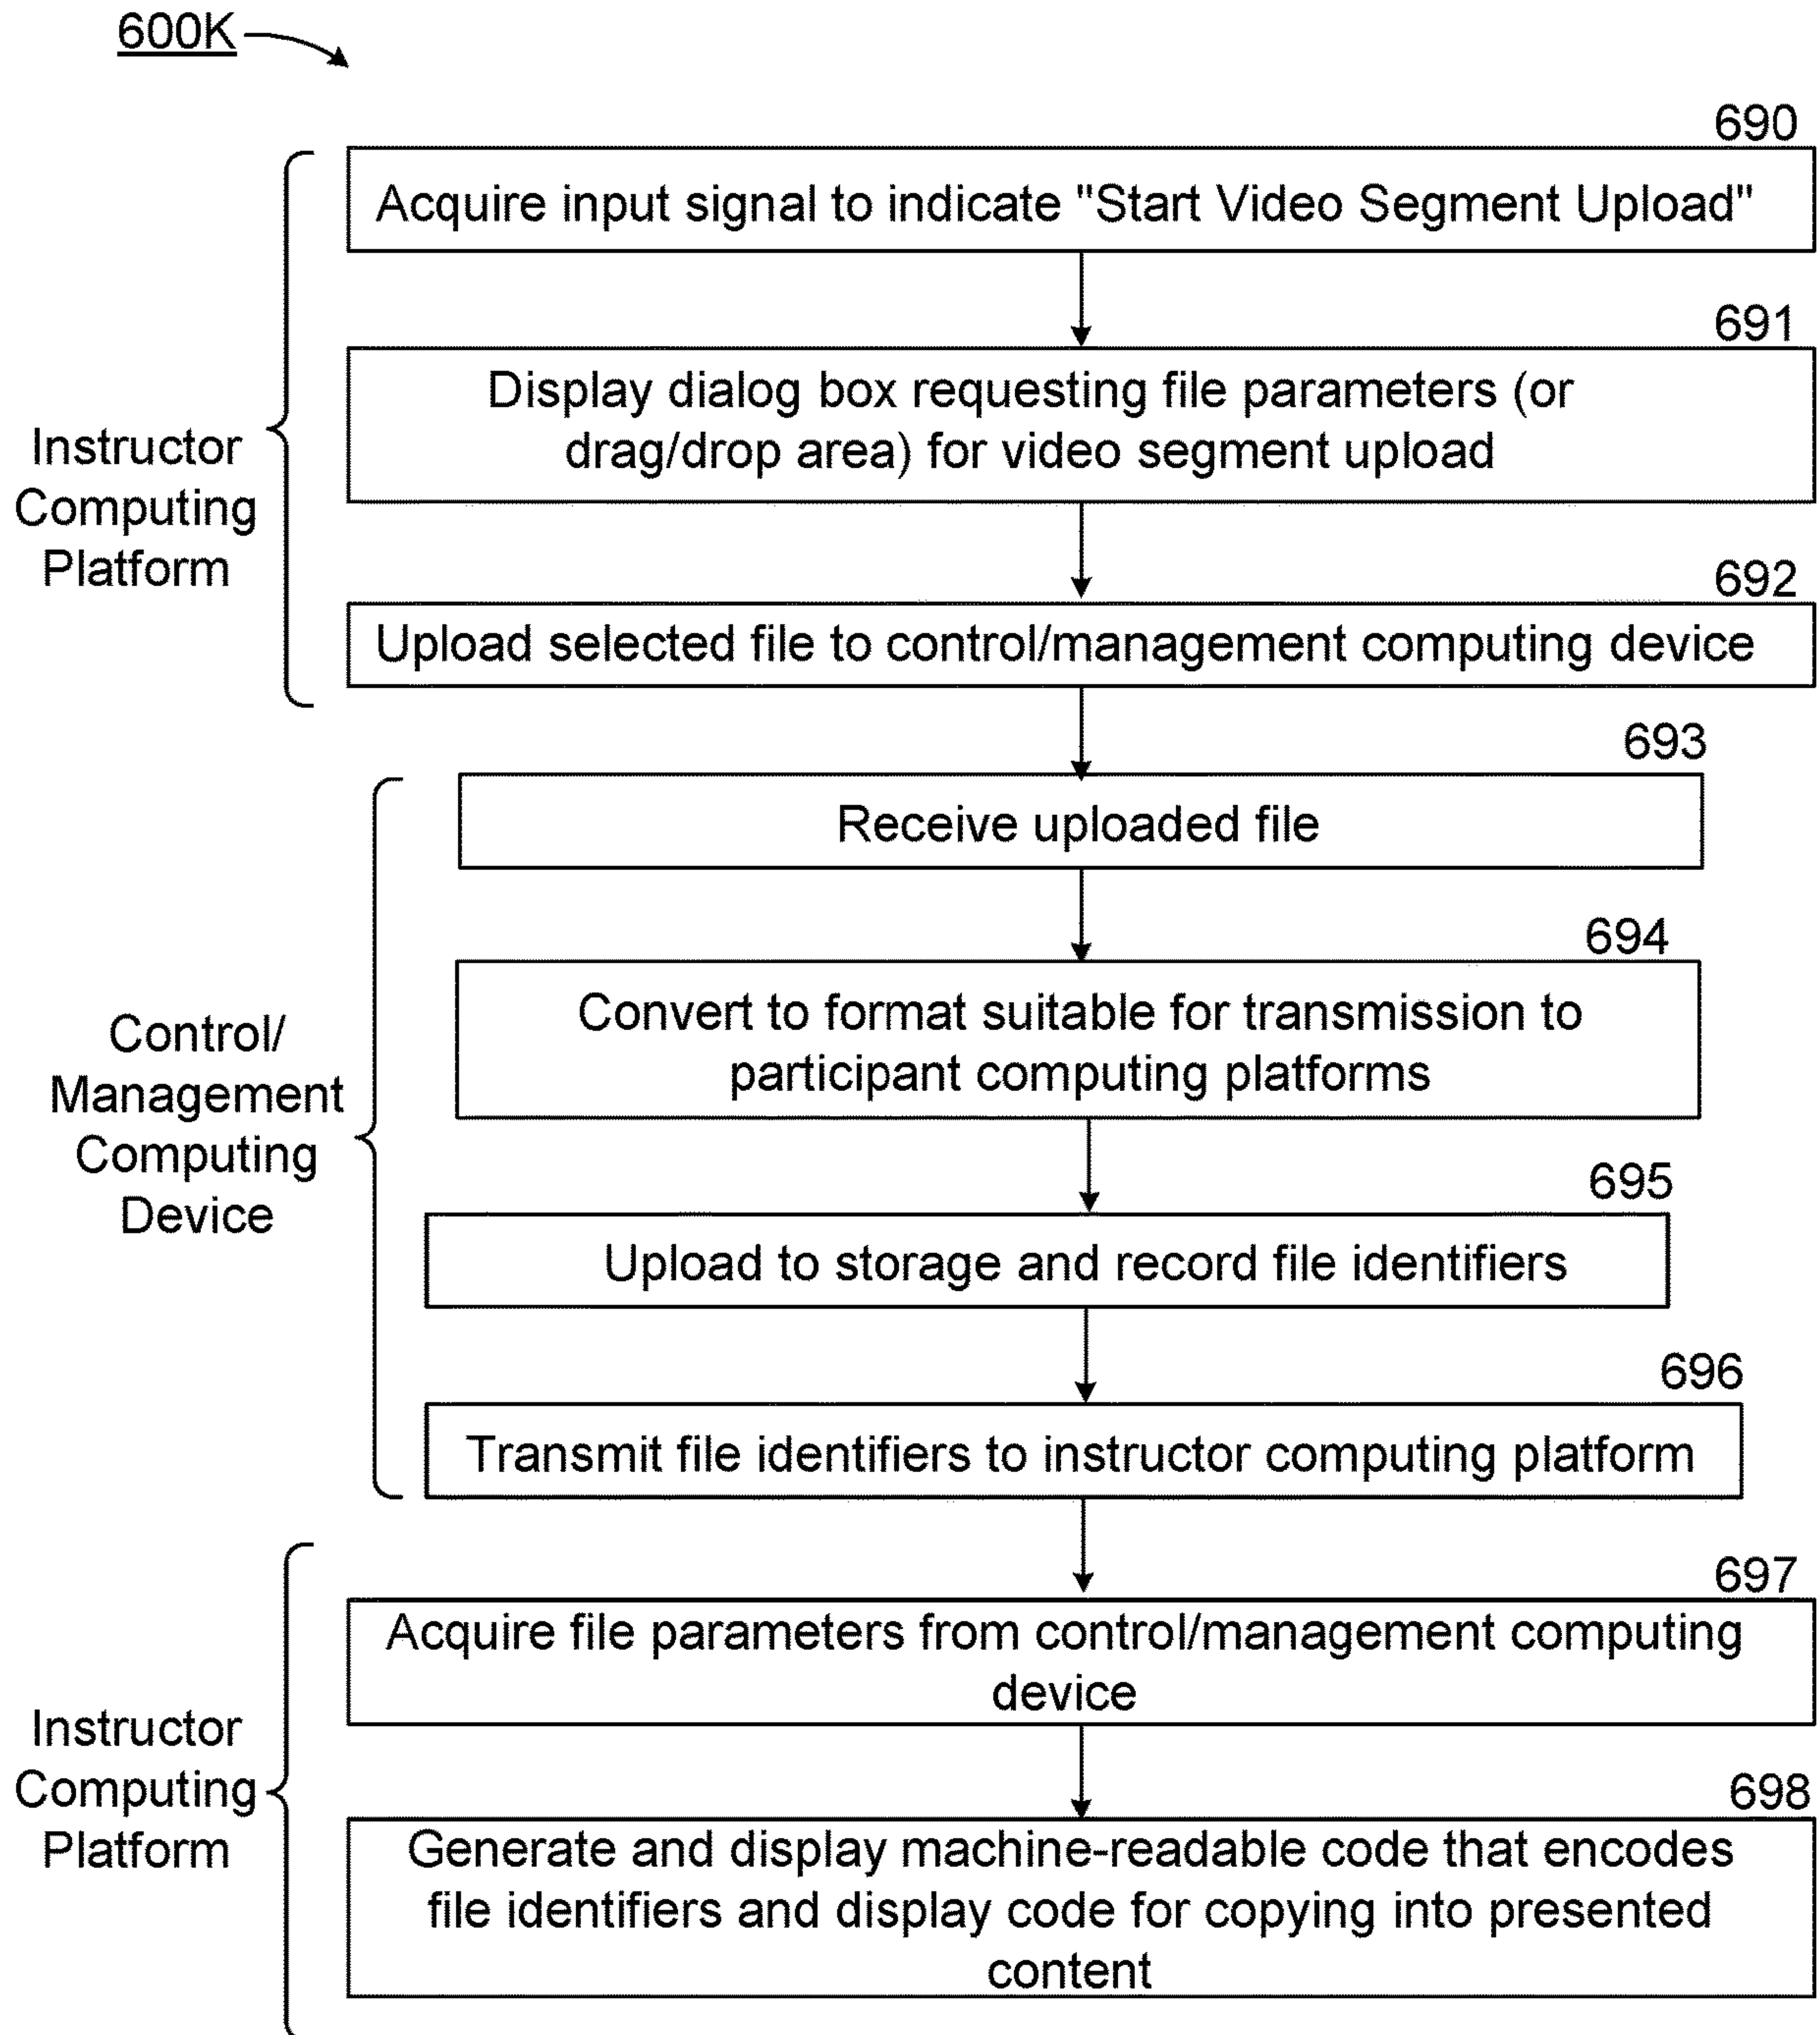 600K
690
Acquire input signal to indicate "Start Video Segment Upload"
691
Display dialog box requesting file parameters (or
drag/drop area) for video segment upload
Instructor
Computing
Platform
692
Upload selected file to control/management computing device
693
Receive uploaded file
694
Convert to format suitable for transmission to
participant computing platforms
Control/
Management
Computing
Device
695
Upload to storage and record file identifiers
696
Transmit file identifiers to instructor computing platform
697
Acquire file parameters from control/management computing
device
Instructor
Computing
Platform
698
Generate and display machine-readable code that encodes
file identifiers and display code for copying into presented
content